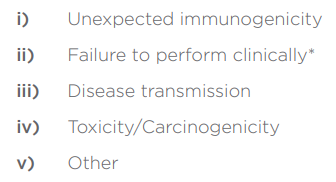 i) Unexpected immunogenicity
ii) Failure to perform clinically*
iii) Disease transmission
iv) Toxicity/Carcinogenicity
v) Other